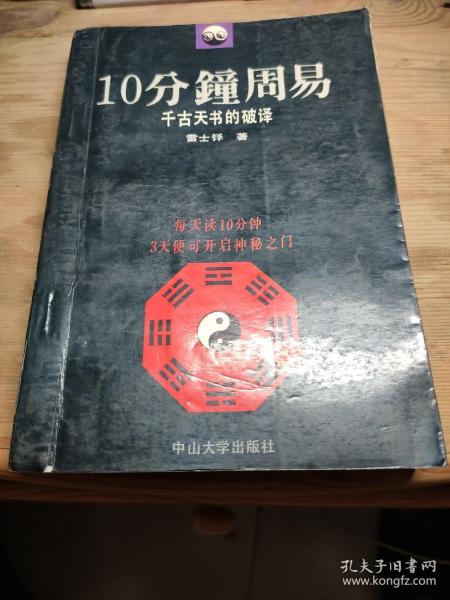 10分鐘周易
千古天书的破译
雷士铎 著
每天读10分钟
3天便可开启神秘之门
中山大学出版社
孔夫子旧书网
www.kongfz.com